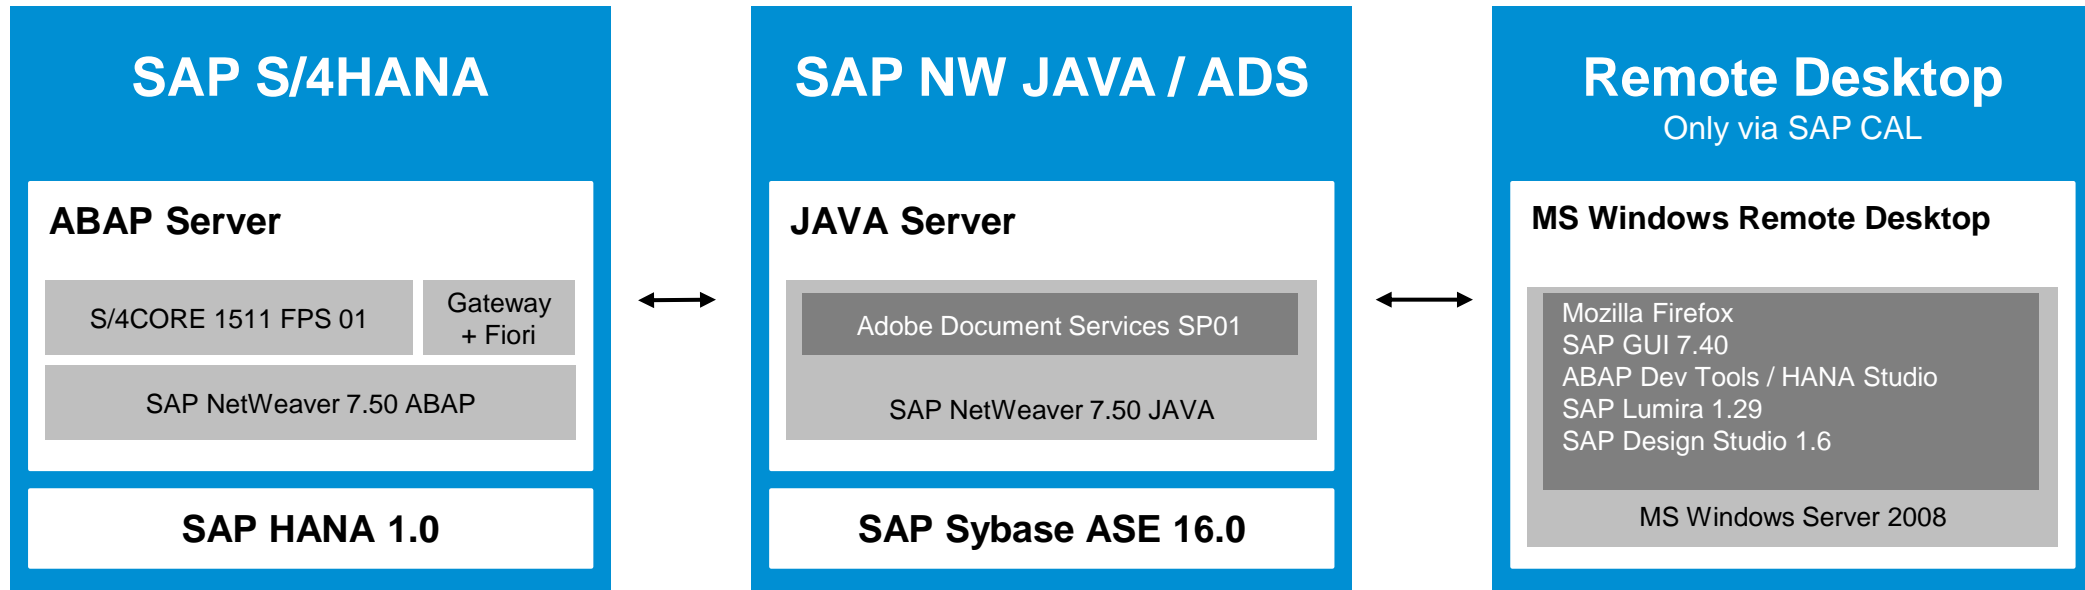 SAP S/4HANA
ABAP Server
S/4CORE 1511 FPS 01
Gateway
+ Fiori
SAP NetWeaver 7.50 ABAP
SAP HANA 1.0
SAP NW JAVA / ADS
JAVA Server
Adobe Document Services SP01
SAP NetWeaver 7.50 JAVA
SAP Sybase ASE 16.0
Remote Desktop
Only via SAP CAL
MS Windows Remote Desktop
Mozilla Firefox
SAP GUI 7.40
ABAP Dev Tools / HANA Studio
SAP Lumira 1.29
SAP Design Studio 1.6
MS Windows Server 2008